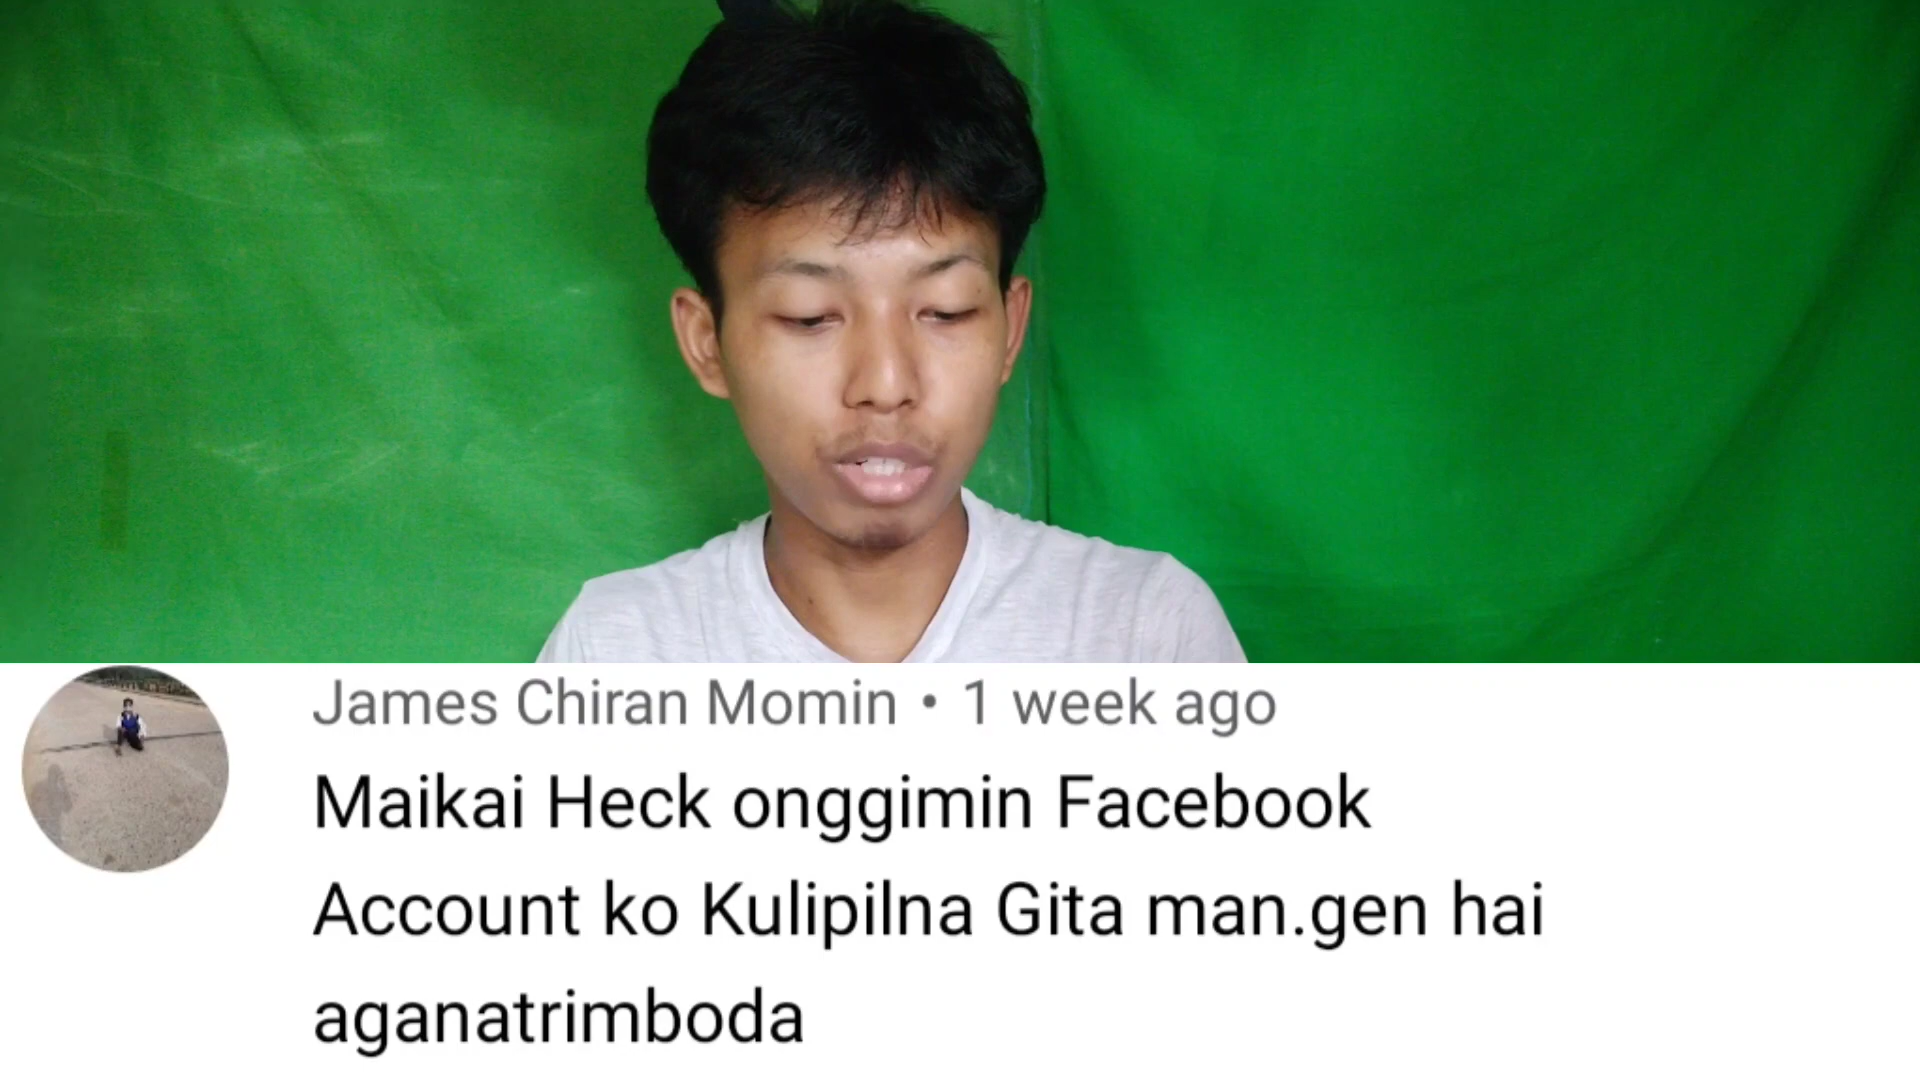 James Chiran Momin • 1 week ago
Maikai Heck onggimin Facebook
Account ko Kulipilna Gita man.gen hai
aganatrimboda